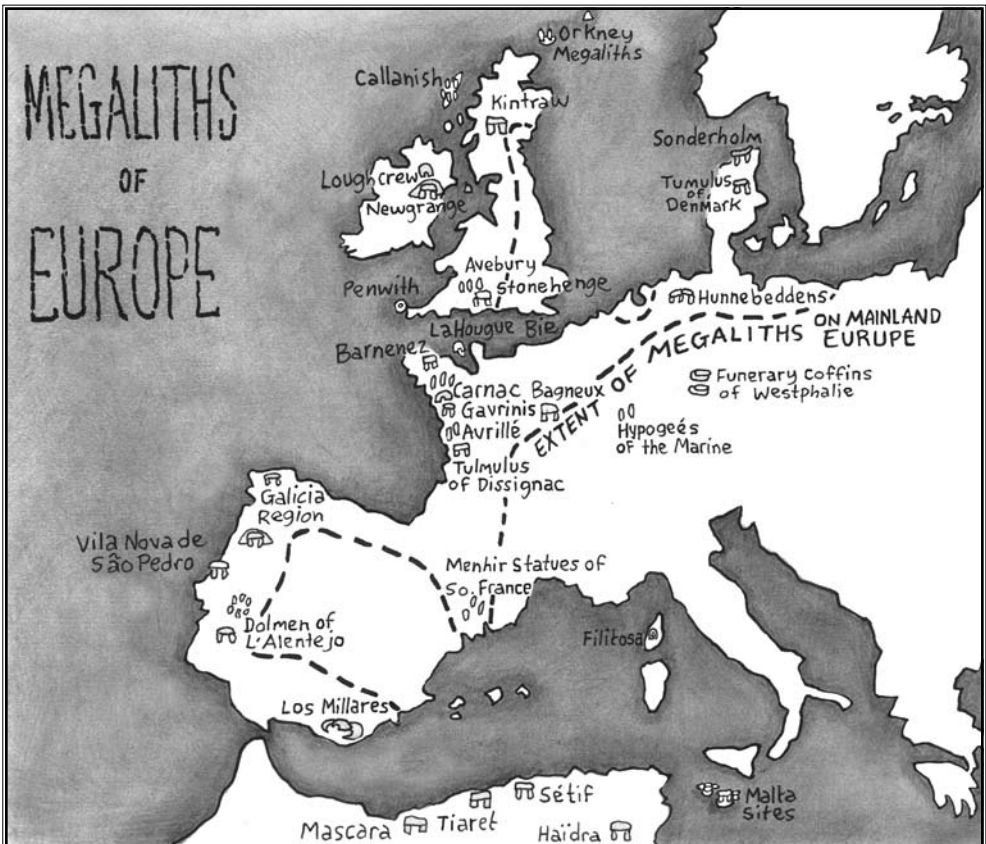 MEGALITHS
OF
EUROPE
Orkney
Megaliths
Callanish
Kintraw
Loughcrew
Newgrange
Sonderholm
Tumulus
of
Denmark
Avebury
Stonehenge
Penwith
La Hougue Bie
Hunnebeddens
Barnenez
EXTENT OF MEGALITHS ON MAINLAND
EURUPE
Carnac
Bagneux
Gavrinis
Avrillé
Tulmulus
of Dissignac
Funerary Coffins
of Westphalie
Hypogeés
of the Marine
Galicia
Region
Vila Nova de
São Pedro
Menhir Statues of
So. France
Dolmen of
L'Alentejo
Filitosa
Los Millares
Malta
Sites
Sétif
Tiaret
Mascara
Haïdra